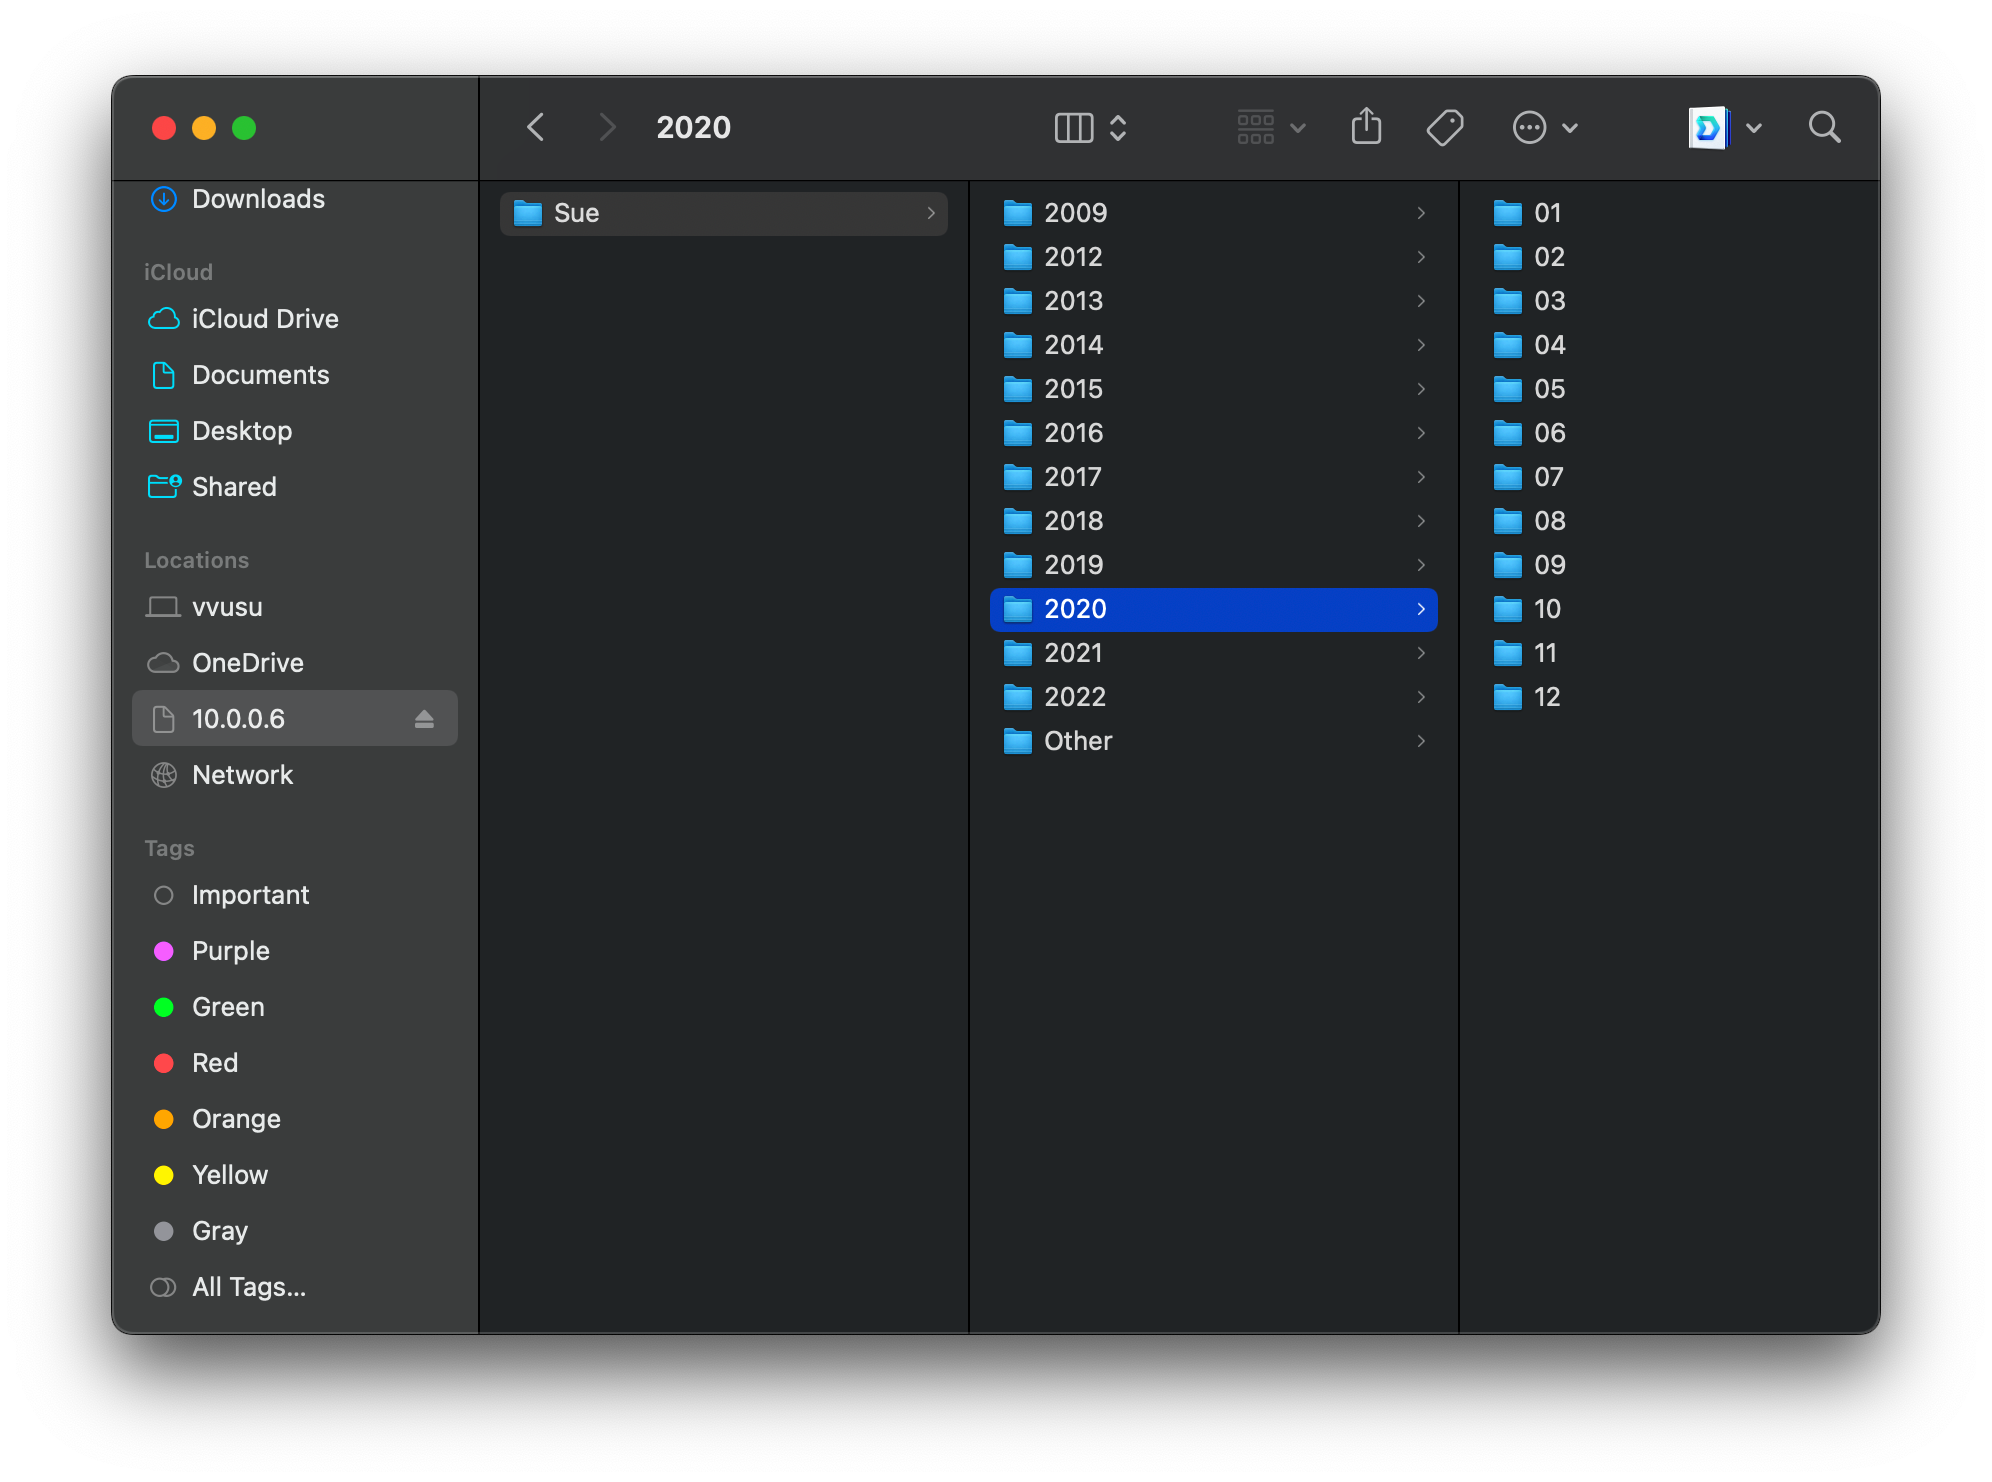 2020
Downloads
iCloud
iCloud Drive
Documents
Desktop
Shared
Locations
vvusu
OneDrive
10.0.0.6
Network
Tags
Important
Purple
Green
Red
Orange
Yellow
Gray
All Tags...
Sue
2009
2012
2013
2014
2015
2016
2017
2018
2019
2020
2021
2022
Other
01
02
03
04
05
06
07
08
09
10
11
12